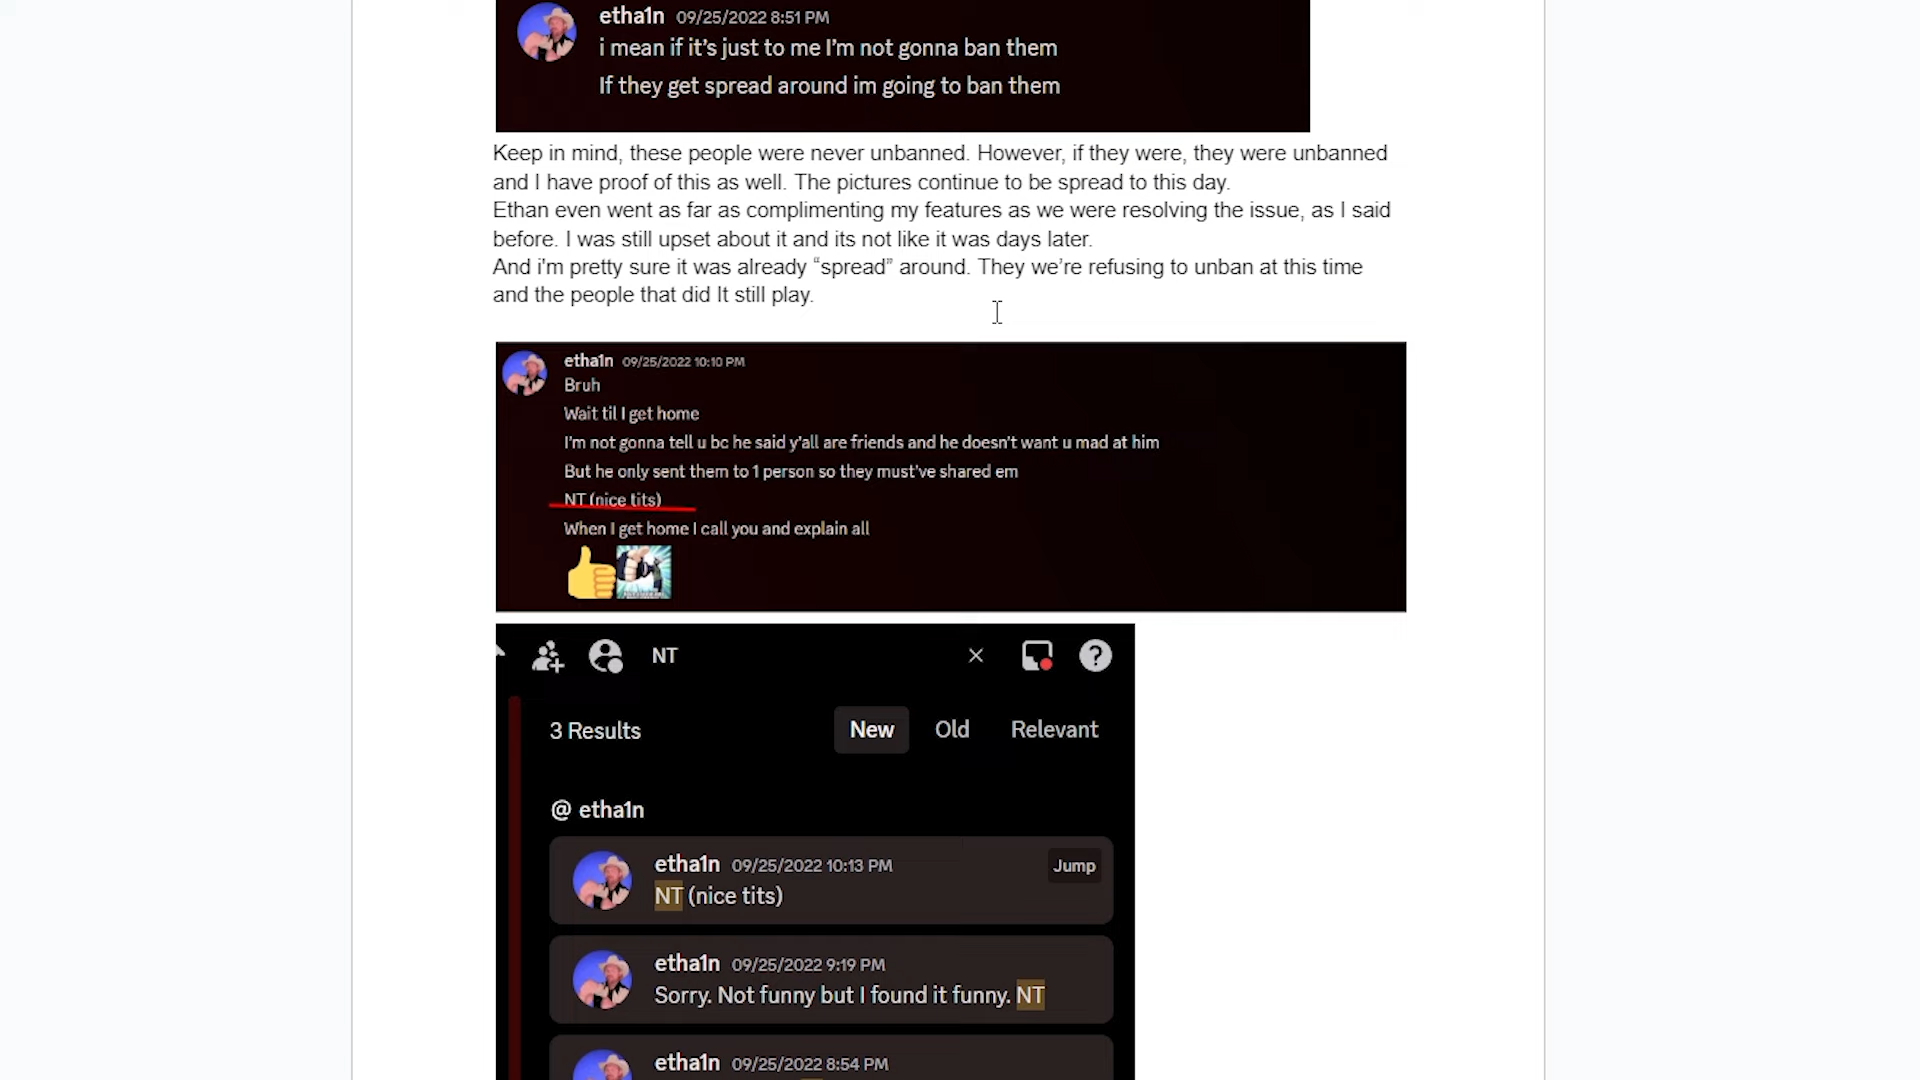 etha1n 09/25/2022 8:51 PM
i mean if it's just to me I'm not gonna ban them
If they get spread around im going to ban them
Keep in mind, these people were never unbanned. However, if they were, they were unbanned
and I have proof of this as well. The pictures continue to be spread to this day.
Ethan even went as far as complimenting my features as we were resolving the issue, as I said
before. I was still upset about it and its not like it was days later.
And i'm pretty sure it was already “spread” around. They we’re refusing to unban at this time
and the people that did It still play.
etha1n 09/25/2022 10:10 PM
Bruh
Wait til I get home
I'm not gonna tell u bc he said y'all are friends and he doesn't want u mad at him
But he only sent them to 1 person so they must've shared em
NT (nice tits)
When I get home I call you and explain all
NT
3 Results New Old Relevant
@ etha1n
etha1n 09/25/2022 10:13 PM Jump
NT (nice tits)
etha1n 09/25/2022 9:19 PM
Sorry. Not funny but I found it funny. NT
etha1n 09/25/2022 8:54 PM